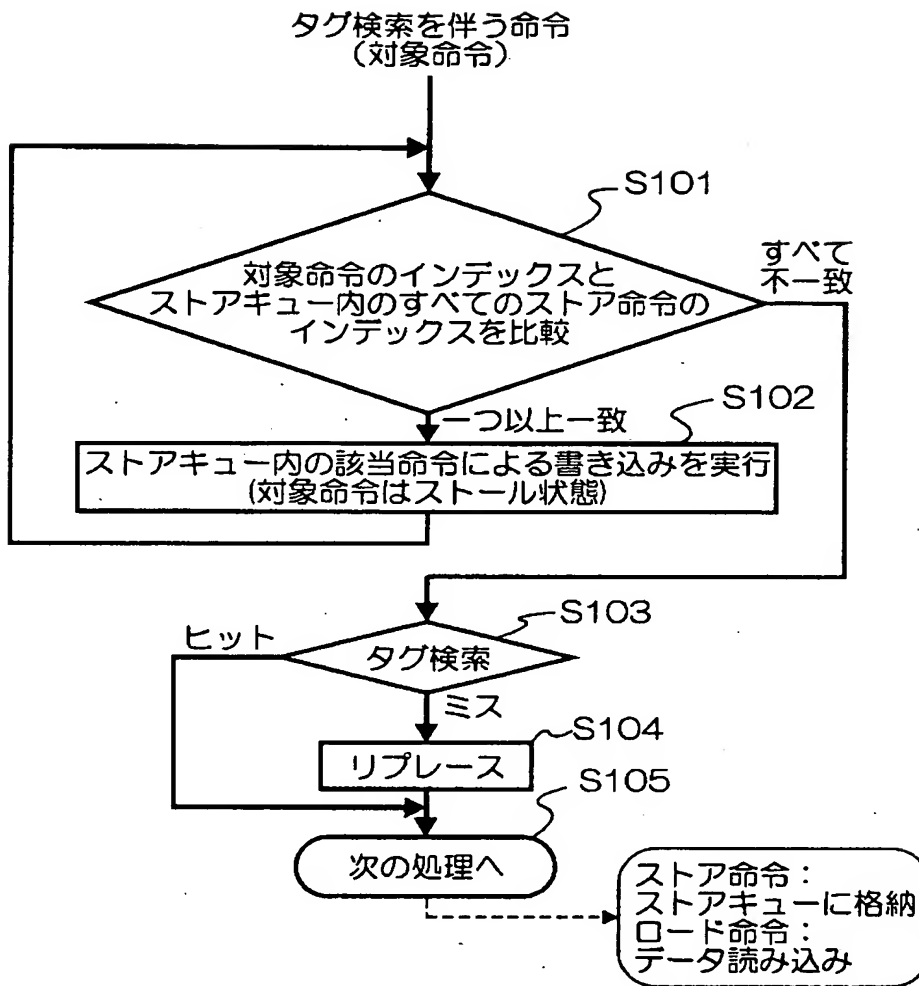 タグ検索を伴う命令
(対象命令)
S101
すべて
不一致
対象命令のインデックスと
ストアキュー内のすべてのストア命令の
インデックスを比較
S102
一つ以上一致
ストアキュー内の該当命令による書き込みを実行
(対象命令はストール状態)
S103
ヒット
タグ検索
ミス
S104
リプレース
S105
次の処理へ
ストア命令:
ストアキューに格納
ロード命令:
データ読み込み